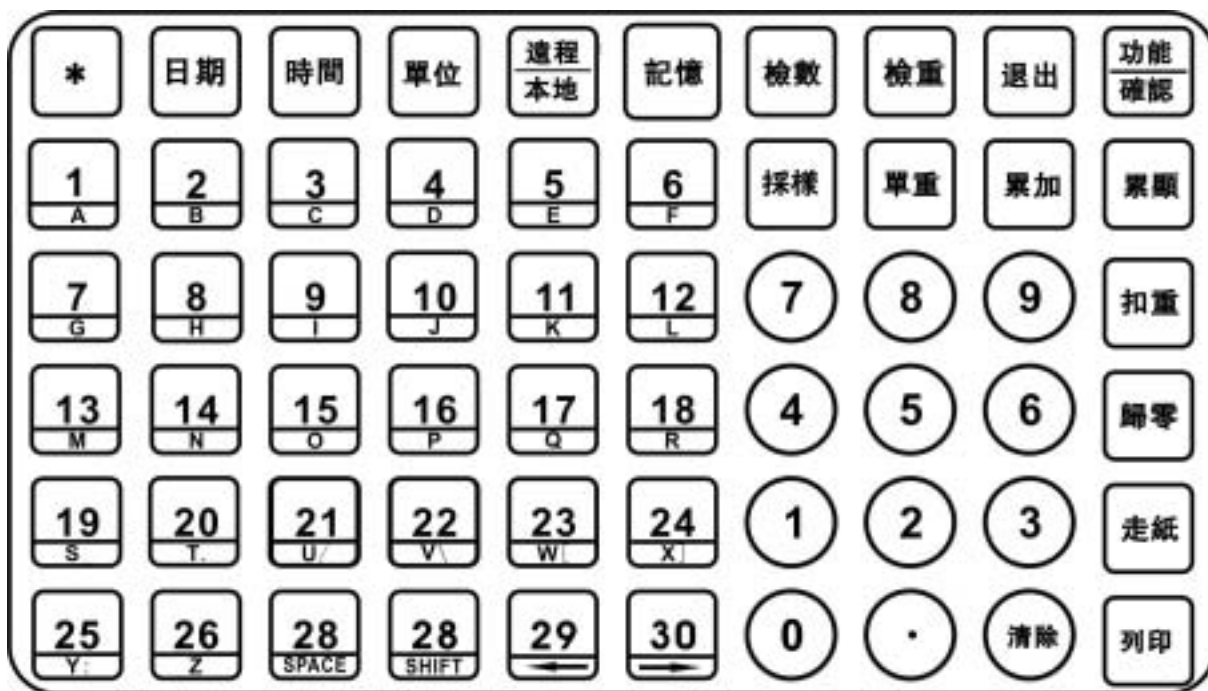 * 日期 時間 單位 遠程 記憶 檢數 檢重 退出 功能
本地 確認
1 2 3 4 5 6 採樣 單重 累加 累顯
A B C D E F
7 8 9 10 11 12 7 8 9 扣重
G H I J K L
13 14 15 16 17 18 4 5 6 歸零
M N O P Q R
19 20 21 22 23 24 1 2 3 走紙
S T. U/ V\ W[ X]
25 26 28 28 29 30 0 . 清除 列印
Y: Z SPACE SHIFT ← →